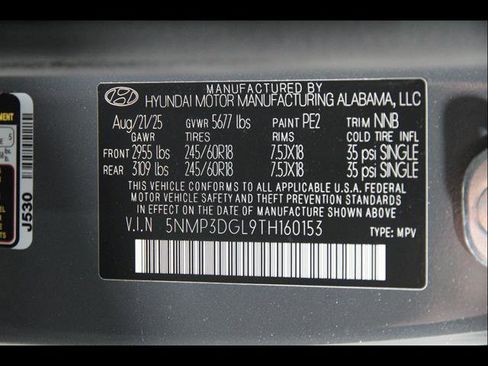 MANUFACTURED BY
HYUNDAI MOTOR MANUFACTURING ALABAMA, LLC
Aug/21/25 GVWR 5677 lbs PAINT PE2 TRIM NNB
GAWR TIRES RIMS COLD TIRE INFL
FRONT 2955 lbs 245/60R18 7.5JX18 35 psi SINGLE
REAR 3109 lbs 245/60R18 7.5JX18 35 psi SINGLE
THIS VEHICLE CONFORMS TO ALL APPLICABLE U.S.A. FEDERAL
MOTOR VEHICLE SAFETY AND THEFT PREVENTION STANDARDS
IN EFFECT ON THE DATE OF MANUFACTURE SHOWN ABOVE.
V.I.N 5NMP3DGL9TH160153
TYPE: MPV
J530